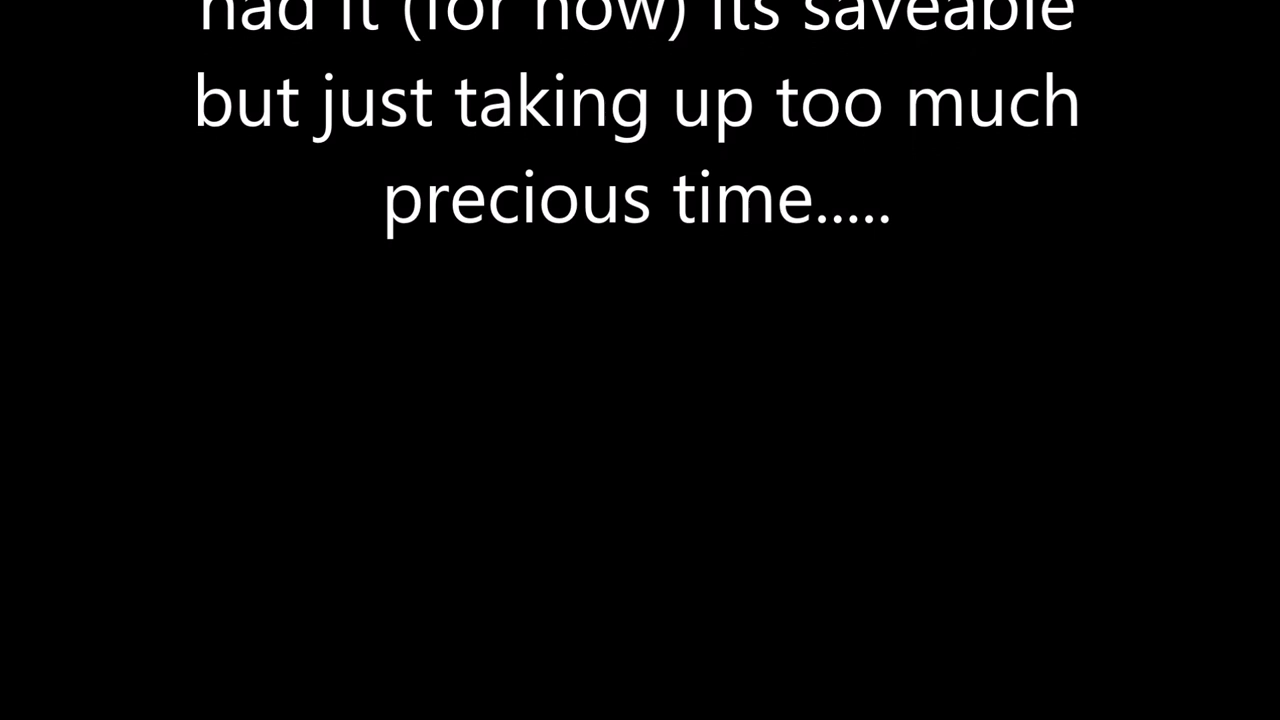 had it (for now) its saveable
but just taking up too much
precious time.....